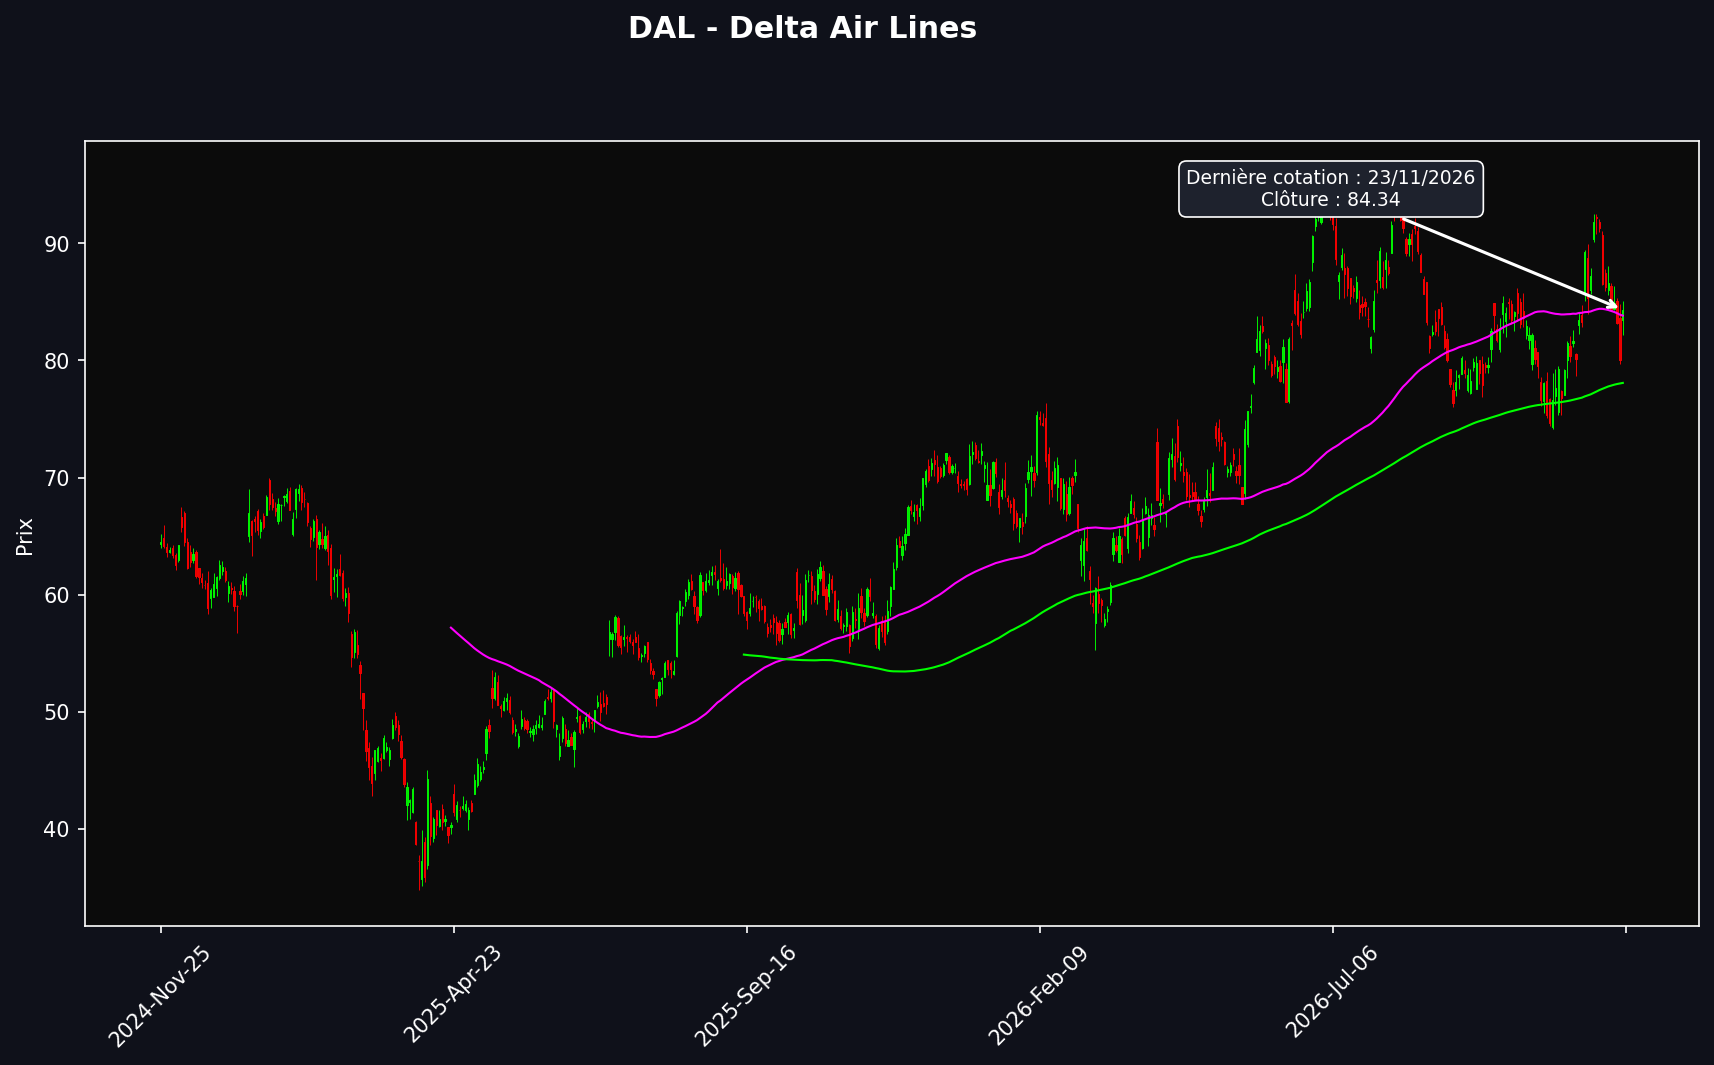 DAL - Delta Air Lines
Dernière cotation : 23/11/2026
Clôture : 84.34
Prix
90
80
70
60
50
40
2024-Nov-25
2025-Apr-23
2025-Sep-16
2026-Feb-09
2026-Jul-06